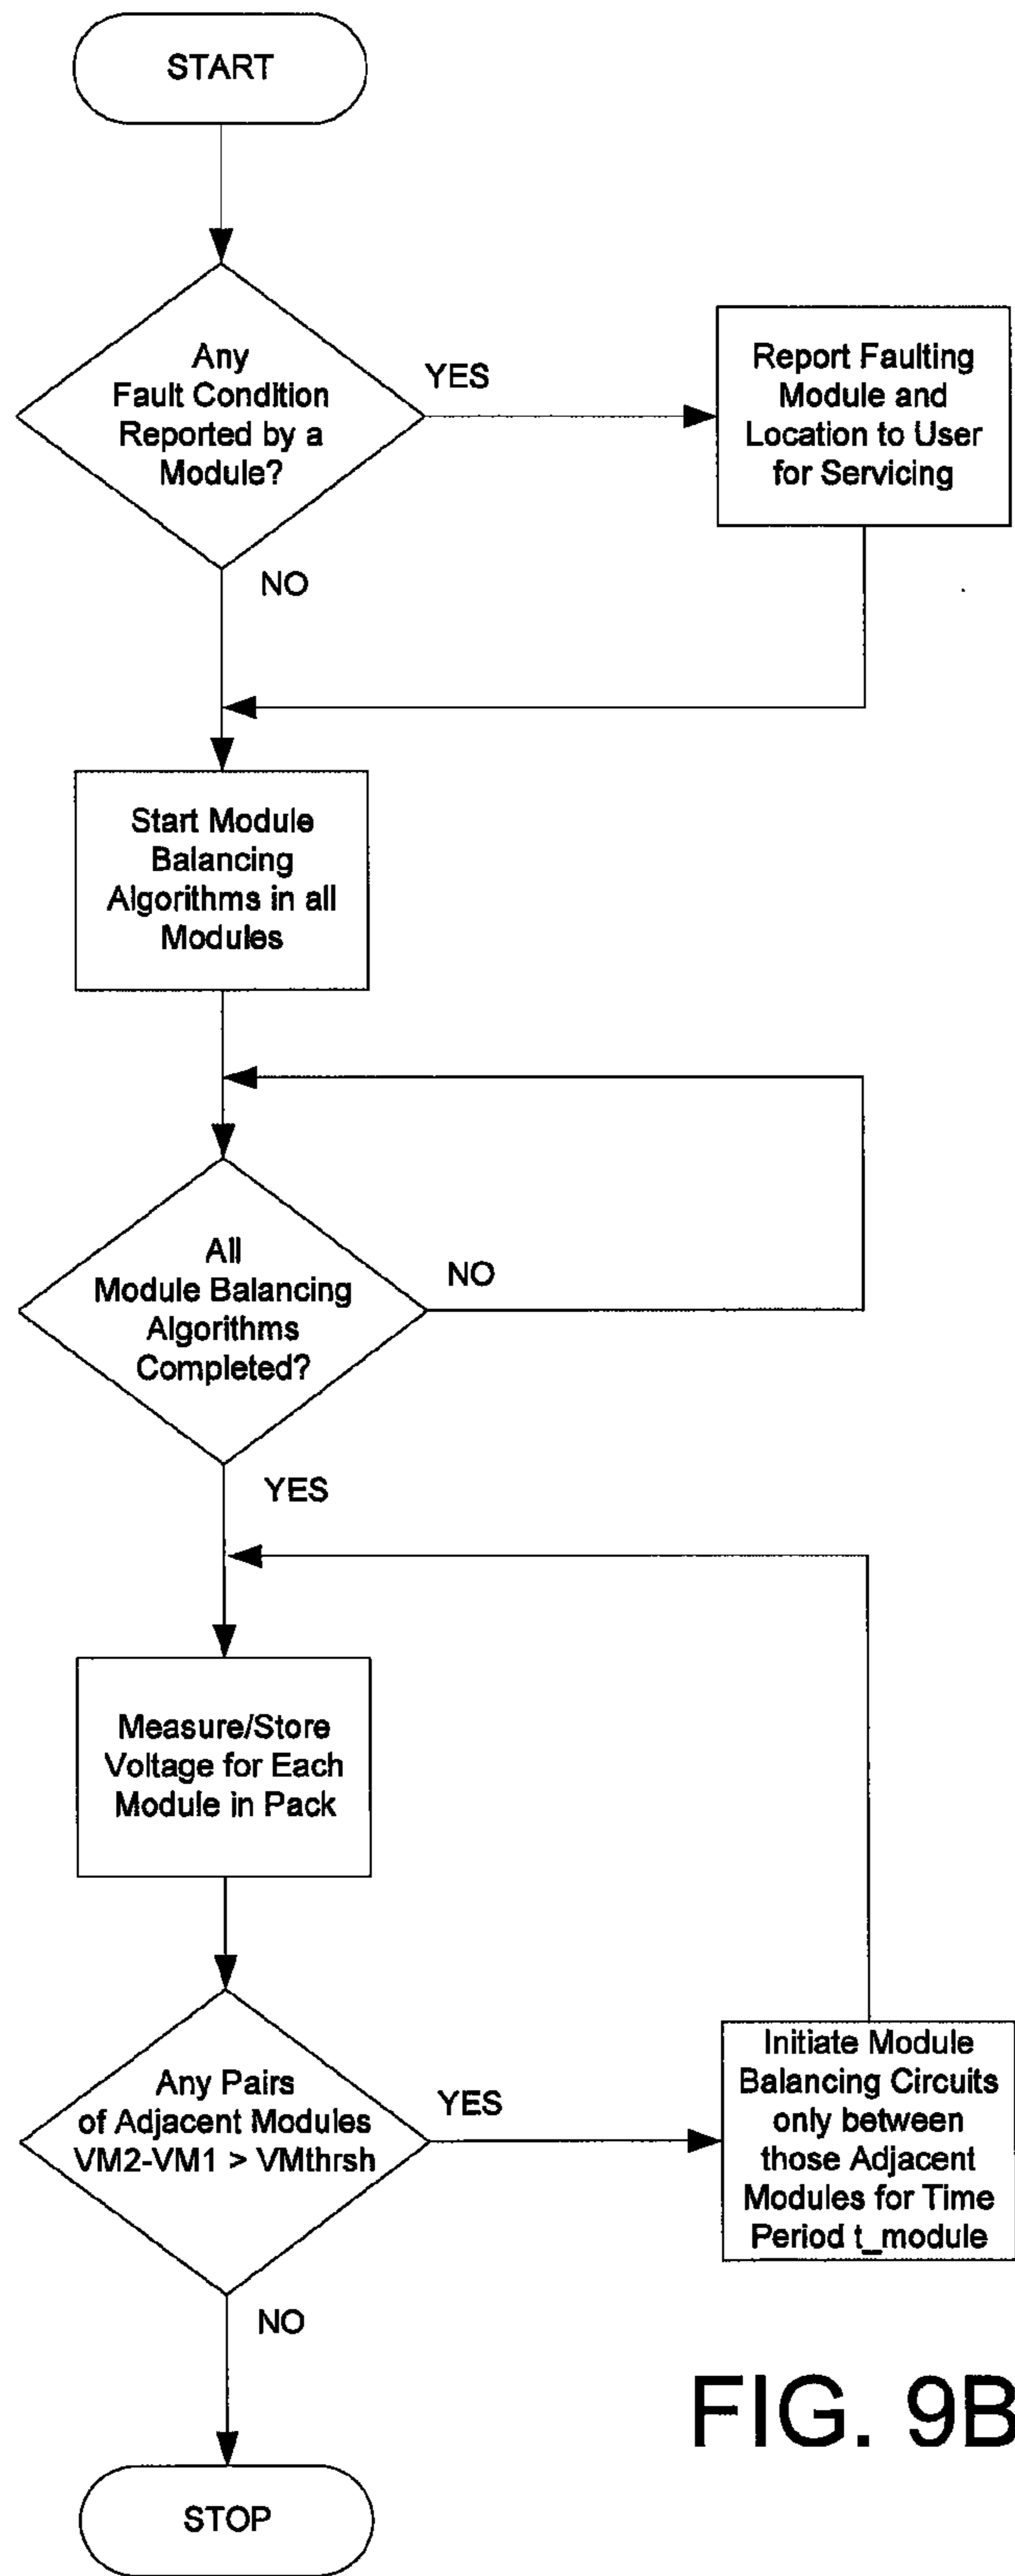 START
Any
Fault Condition
Reported by a
Module?
YES
Report Faulting
Module and
Location to User
for Servicing
NO
Start Module
Balancing
Algorithms in all
Modules
All
Module Balancing
Algorithms
Completed?
NO
YES
Measure/Store
Voltage for Each
Module in Pack
Any Pairs
of Adjacent Modules
VM2-VM1 > VMthrsh
YES
Initiate Module
Balancing Circuits
only between
those Adjacent
Modules for Time
Period t_module
NO
STOP
FIG. 9B